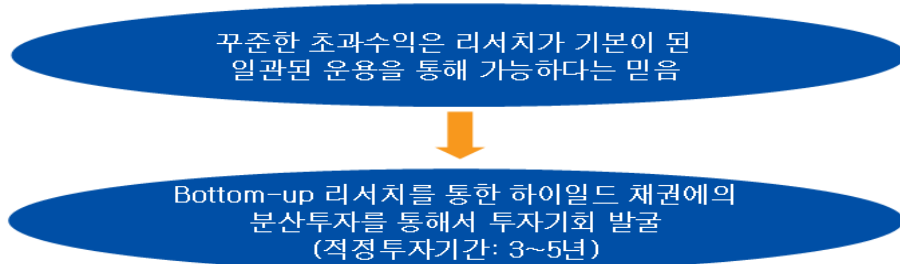 꾸준한 초과수익은 리서치가 기본이 된
일관된 운용을 통해 가능하다는 믿음
Bottom-up 리서치를 통한 하이일드 채권에의
분산투자를 통해서 투자기회 발굴
(적정투자기간: 3~5년)